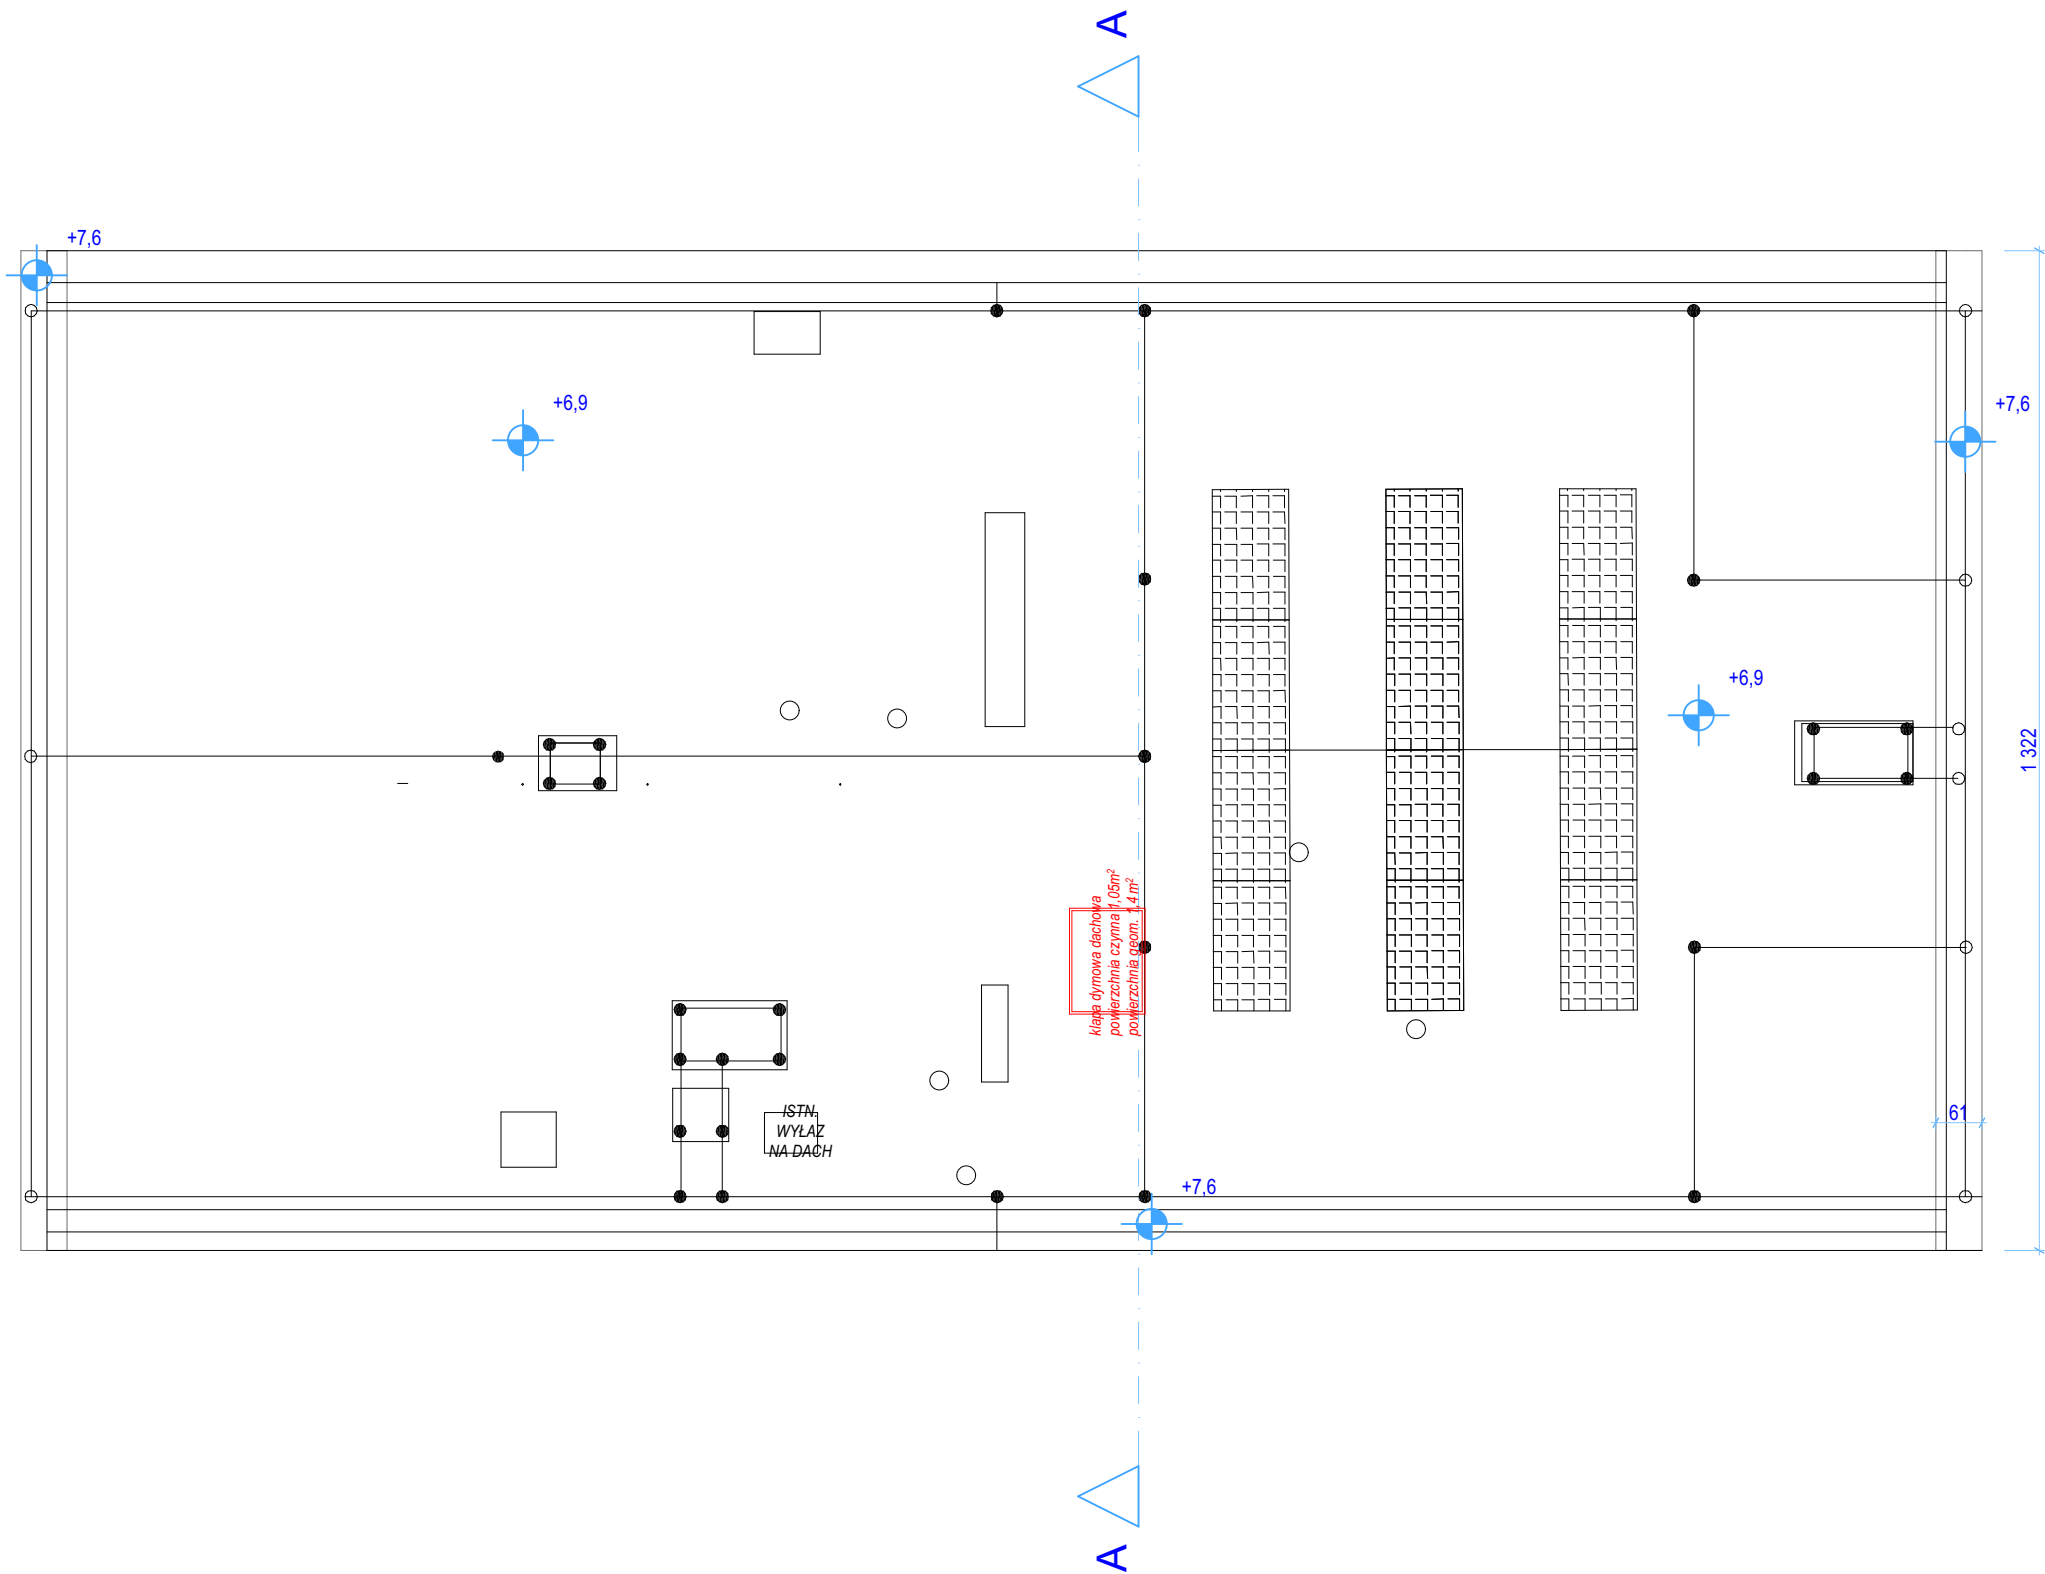 A
+7,6
+6,9
+7,6
+6,9
1 322
klapa dymowa dachowa
powierzchnia czynna 1,05m²
powierzchnia geom. 1,4 m²
ISTN.
WYŁAZ
NA DACH
61
+7,6
A